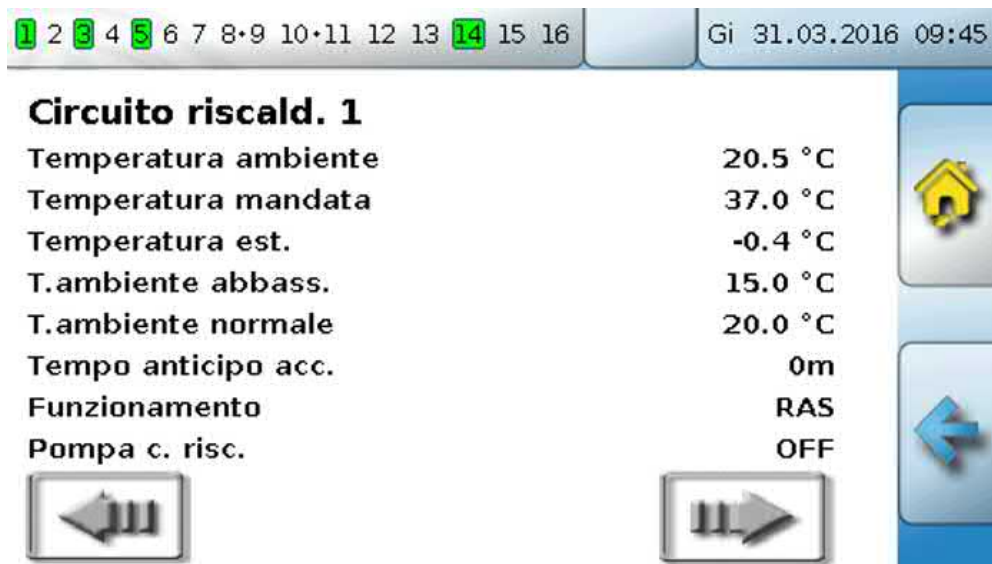 1 2 3 4 5 6 7 8·9 10·11 12 13 14 15 16 Gi 31.03.2016 09:45
Circuito riscald. 1
Temperatura ambiente 20.5 °C
Temperatura mandata 37.0 °C
Temperatura est. -0.4 °C
T.ambiente abbass. 15.0 °C
T.ambiente normale 20.0 °C
Tempo anticipo acc. 0m
Funzionamento RAS
Pompa c. risc. OFF